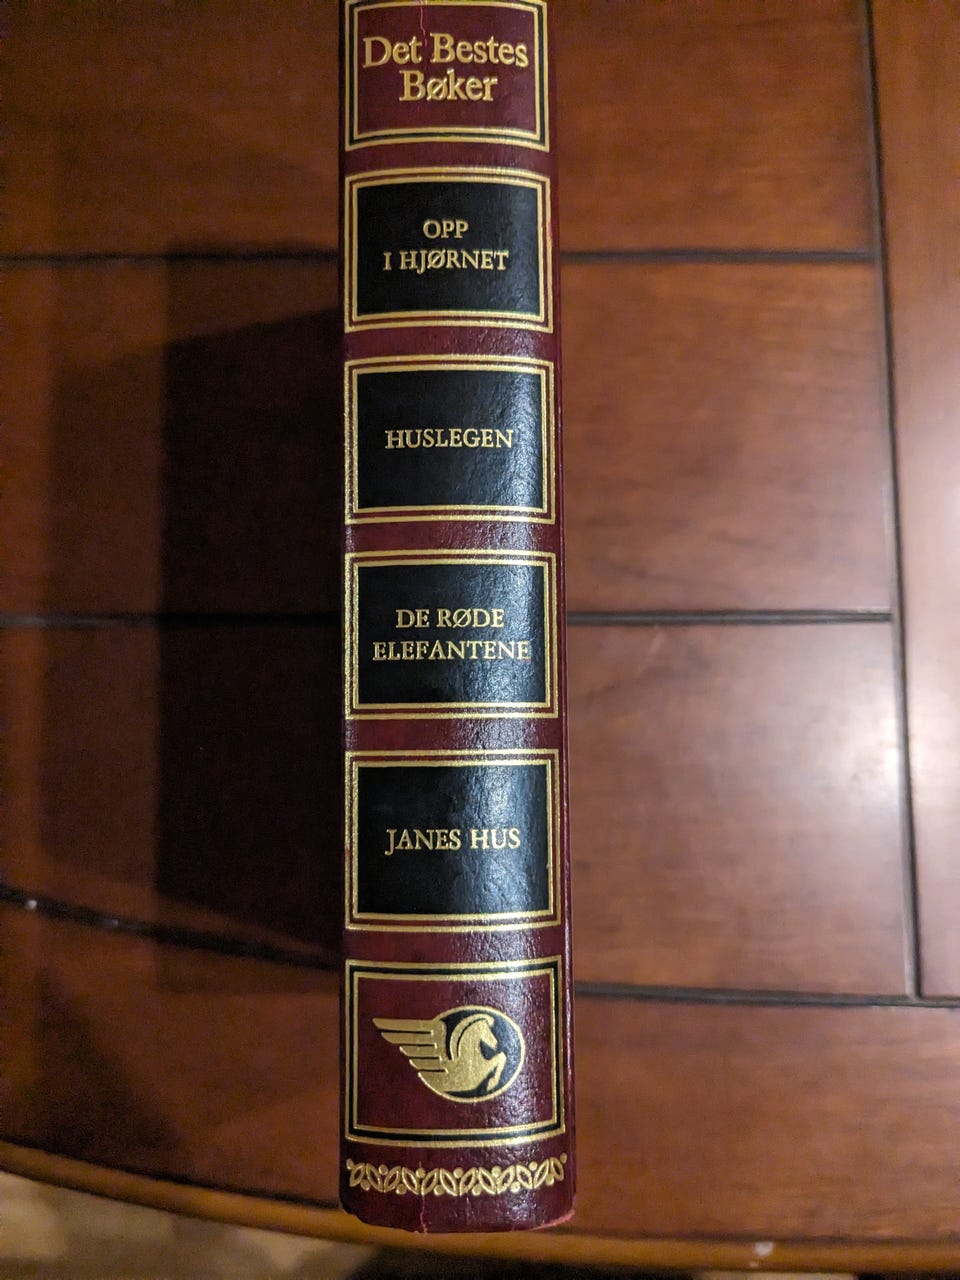 Det Bestes
Bøker
OPP
I HJØRNET
HUSLEGEN
DE RØDE
ELEFANTENE
JANES HUS